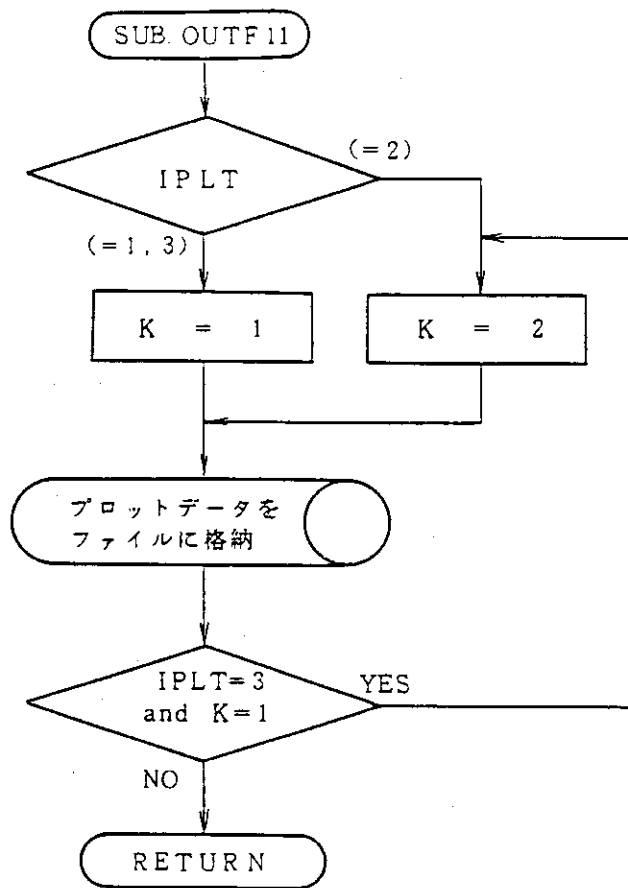 SUB. OUTF11
(=2)
IPLT
(=1, 3)
K = 1
K = 2
プロットデータを
ファイルに格納
IPLT=3
and K=1
YES
NO
RETURN